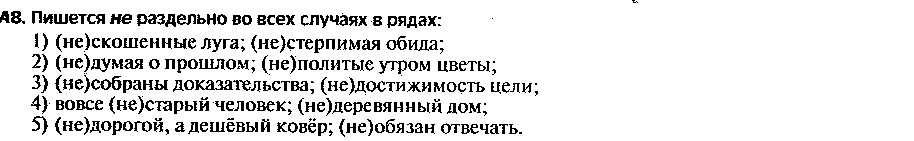 А8. Пишется не раздельно во всех случаях в рядах:
1) (не)скошенные луга; (не)стерпимая обида;
2) (не)думая о прошлом; (не)политые утром цветы;
3) (не)собраны доказательства; (не)достижимость цели;
4) вовсе (не)старый человек; (не)деревянный дом;
5) (не)дорогой, а дешёвый ковёр; (не)обязан отвечать.